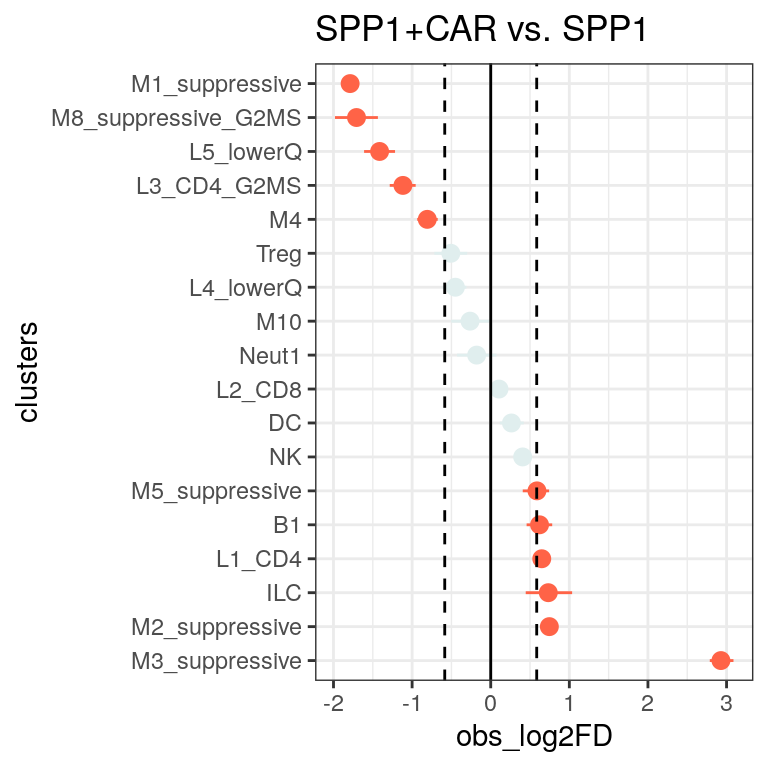 SPP1+CAR vs. SPP1
clusters
M1_suppressive
M8_suppressive_G2MS
L5_lowerQ
L3_CD4_G2MS
M4
Treg
L4_lowerQ
M10
Neut1
L2_CD8
DC
NK
M5_suppressive
B1
L1_CD4
ILC
M2_suppressive
M3_suppressive
-2 -1 0 1 2 3
obs_log2FD